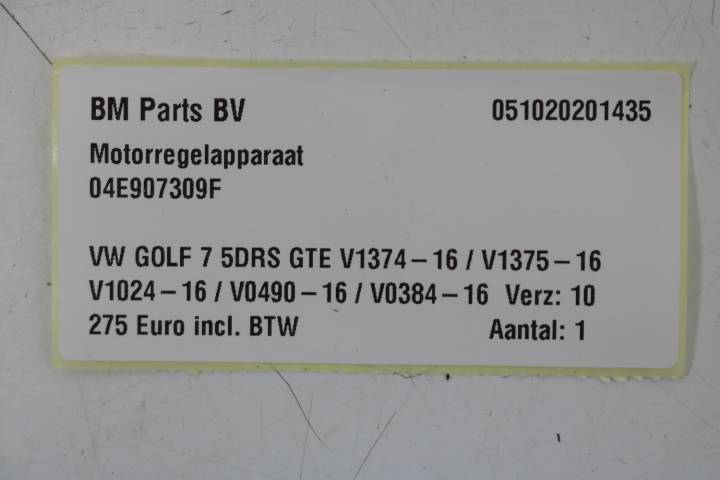 BM Parts BV 051020201435
Motorregelapparaat
04E907309F
VW GOLF 7 5DRS GTE V1374-16 / V1375-16
V1024-16 / V0490-16 / V0384-16 Verz: 10
275 Euro incl. BTW Aantal: 1